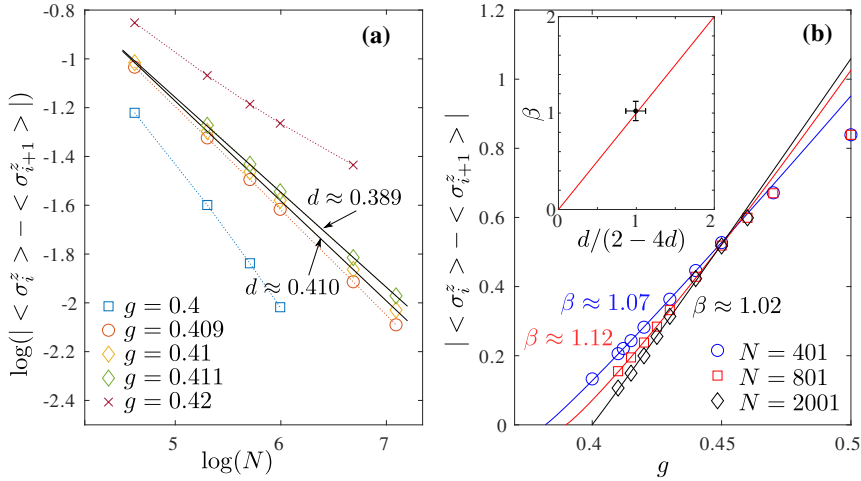 (a)
log(| < σ_i^z > − < σ_{i+1}^z > |)
-0.8
-1
-1.2
-1.4
-1.6
-1.8
-2
-2.2
-2.4
d ≈ 0.389
d ≈ 0.410
g = 0.4
g = 0.409
g = 0.41
g = 0.411
g = 0.42
5
6
7
log(N)
(b)
| < σ_i^z > − < σ_{i+1}^z > |
1.2
1
0.8
0.6
0.4
0.2
0
β
2
1
0
0
1
2
d/(2 − 4d)
β ≈ 1.07
β ≈ 1.02
β ≈ 1.12
N = 401
N = 801
N = 2001
0.4
0.45
0.5
g